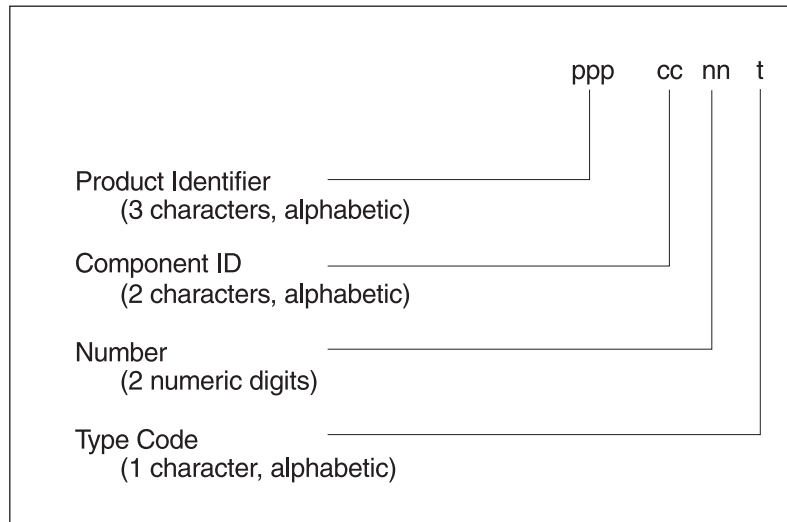 ppp cc nn t
Product Identifier
(3 characters, alphabetic)
Component ID
(2 characters, alphabetic)
Number
(2 numeric digits)
Type Code
(1 character, alphabetic)